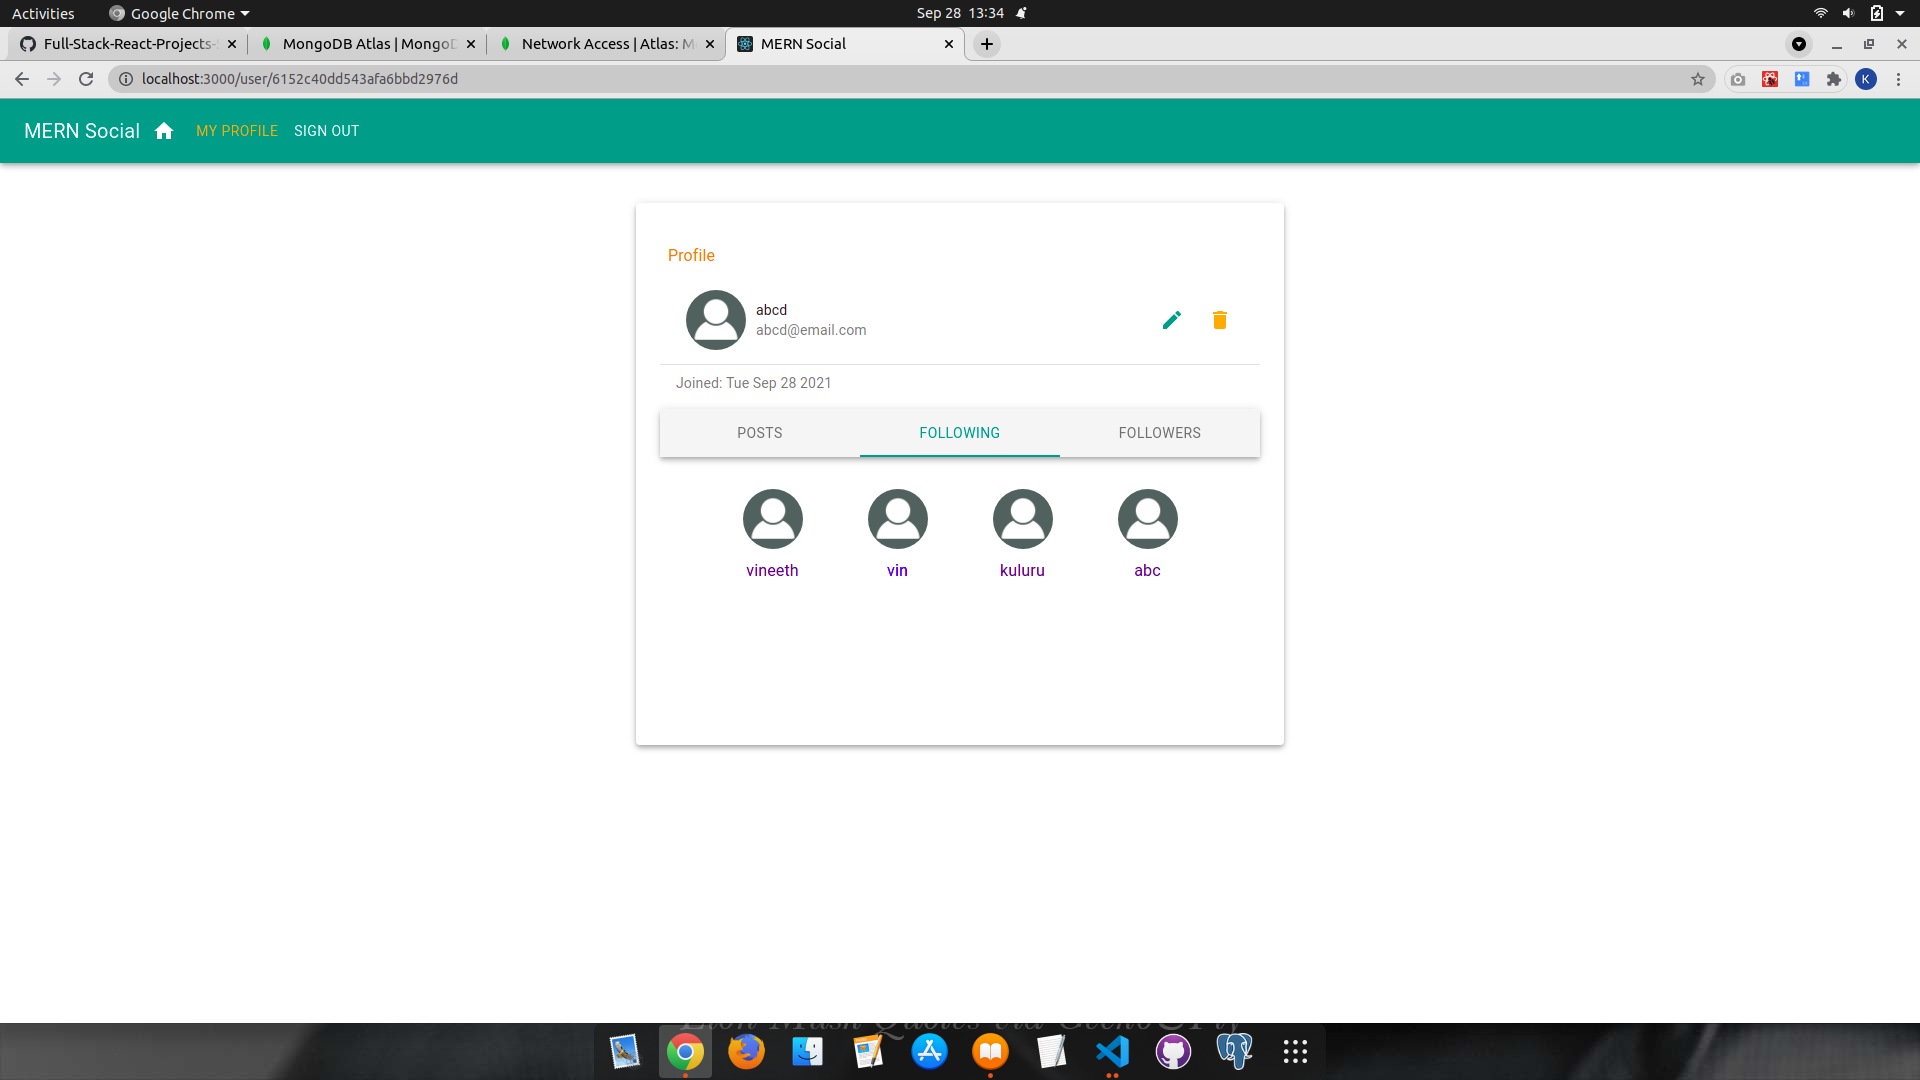 Activities Google Chrome Sep 28 13:34
Full-Stack-React-Projects- MongoDB Atlas | MongoD Network Access | Atlas: M MERN Social
localhost:3000/user/6152c40dd543afa6bbd2976d K
MERN Social MY PROFILE SIGN OUT
Profile
abcd
abcd@email.com
Joined: Tue Sep 28 2021
POSTS FOLLOWING FOLLOWERS
vineeth vin kuluru abc